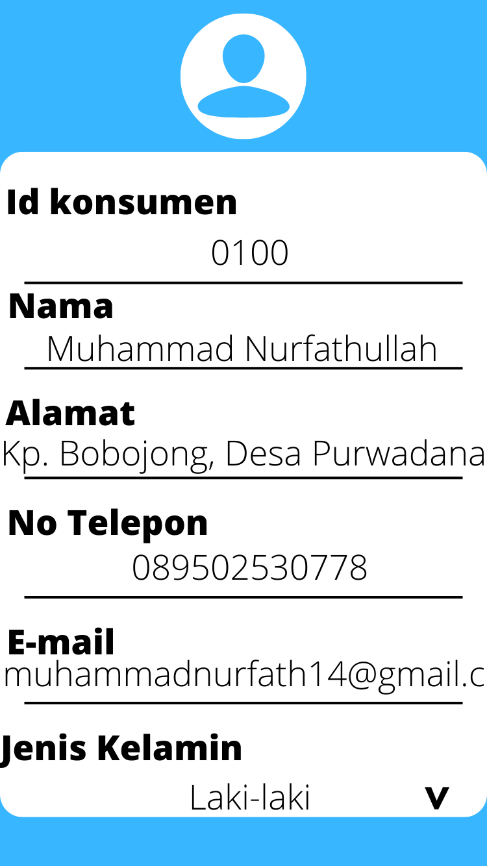 Id konsumen
0100
Nama
Muhammad Nurfathullah
Alamat
Kp. Bobojong, Desa Purwadana
No Telepon
089502530778
E-mail
muhammadnurfath14@gmail.c
Jenis Kelamin
Laki-laki v